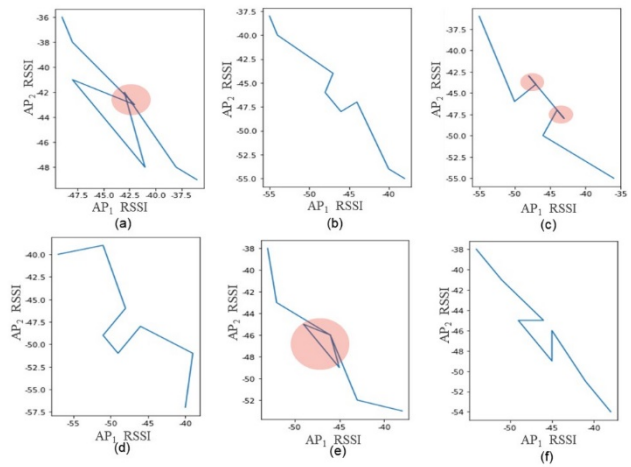 -36
-38
-40
-42
-44
-46
-48
AP2 RSSI
-47.5 -45.0 -42.5 -40.0 -37.5
AP1 RSSI
(a)
-37.5
-40.0
-42.5
-45.0
-47.5
-50.0
-52.5
-55.0
AP2 RSSI
-55 -50 -45 -40
AP1 RSSI
(b)
-37.5
-40.0
-42.5
-45.0
-47.5
-50.0
-52.5
-55.0
AP2 RSSI
-55 -50 -45 -40 -35
AP1 RSSI
(c)
-40.0
-42.5
-45.0
-47.5
-50.0
-52.5
-55.0
-57.5
AP2 RSSI
-55 -50 -45 -40
AP1 RSSI
(d)
-38
-40
-42
-44
-46
-48
-50
-52
AP2 RSSI
-50 -45 -40
AP1 RSSI
(e)
-38
-40
-42
-44
-46
-48
-50
-52
-54
AP2 RSSI
-50 -45 -40
AP1 RSSI
(f)